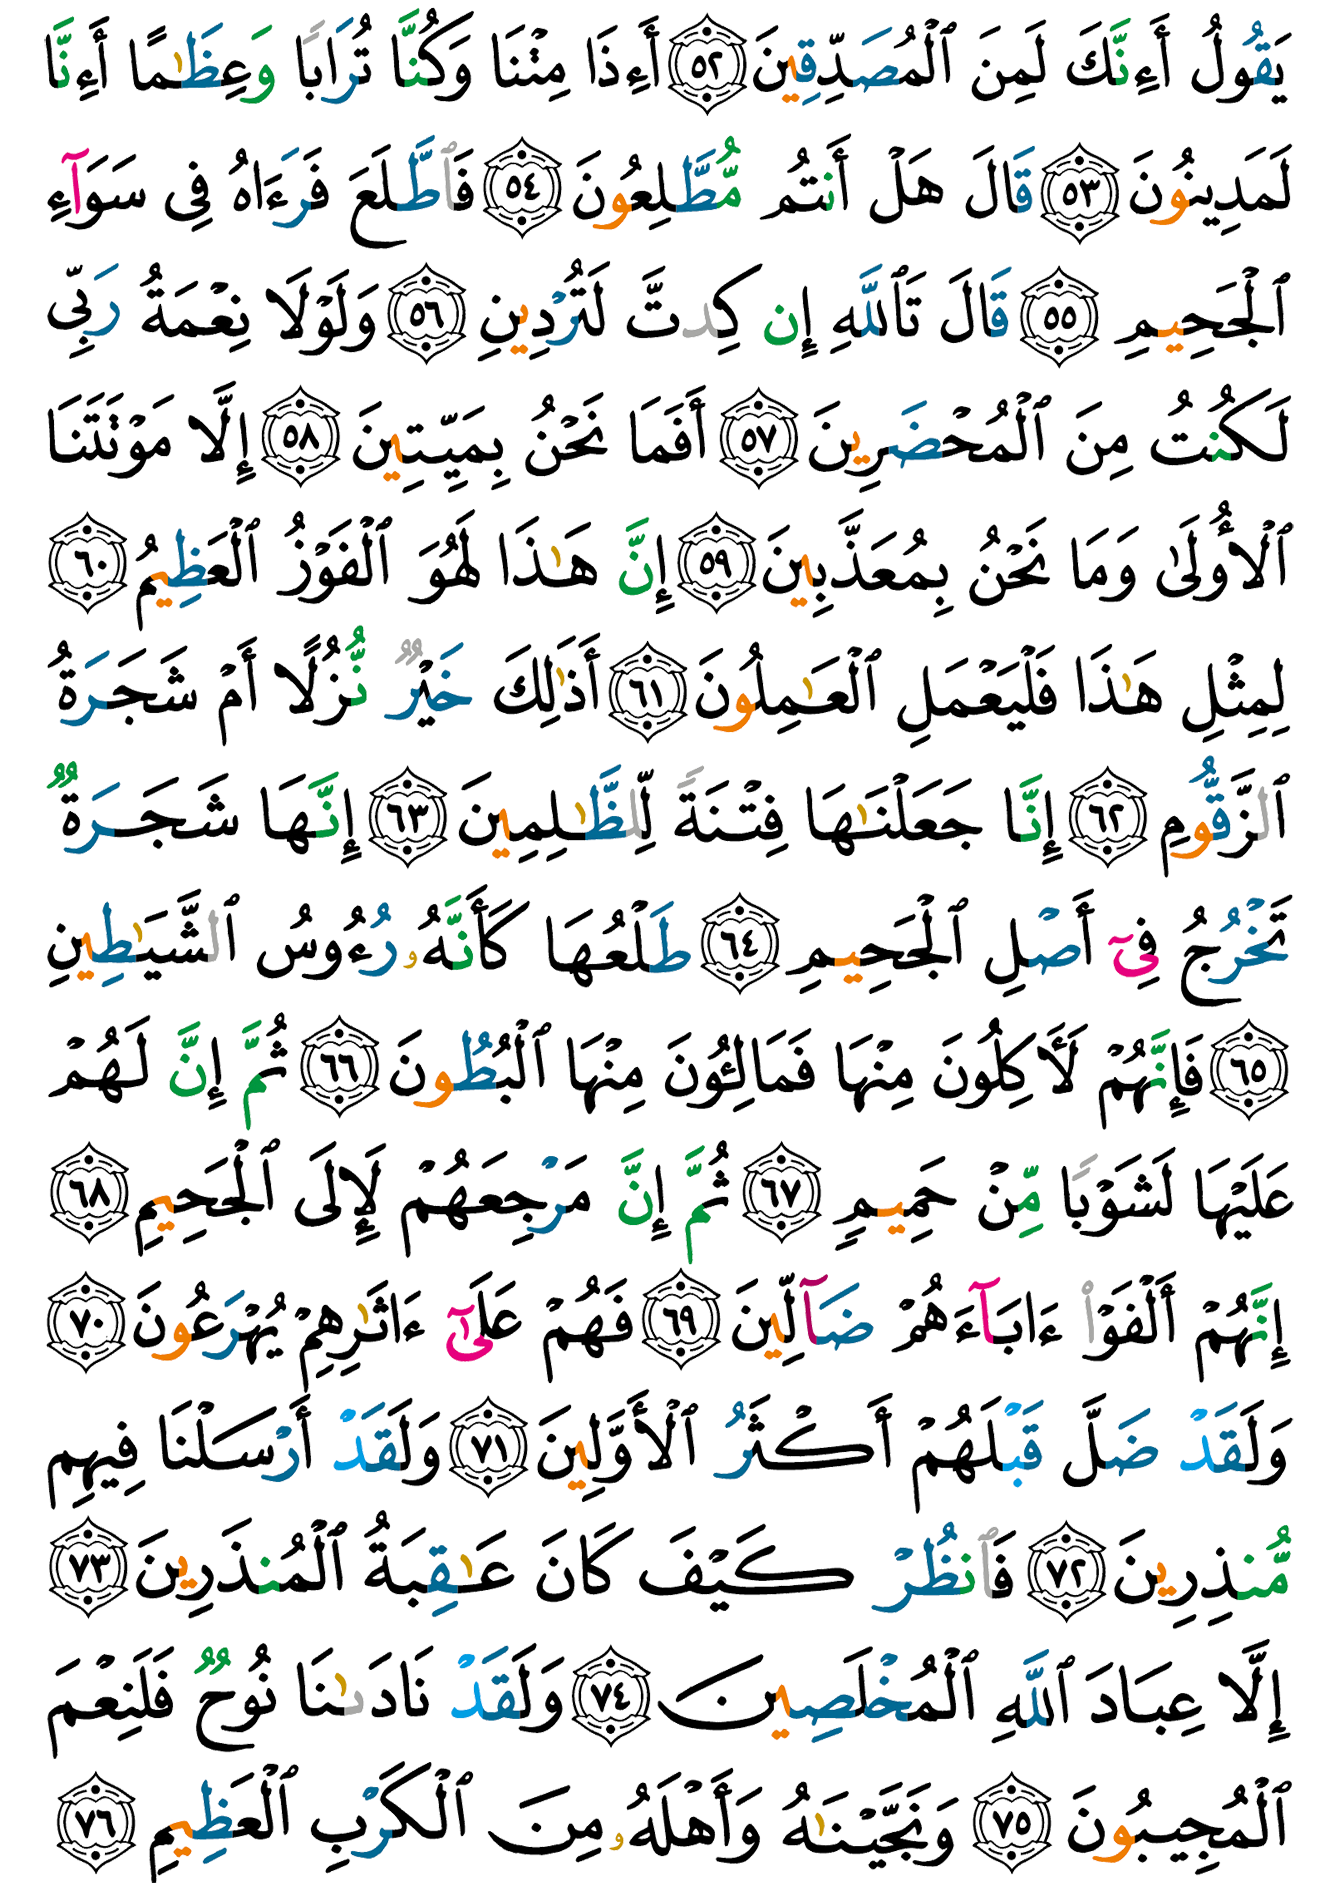 يَقُولُ أَءِنَّكَ لَمِنَ ٱلْمُصَدِّقِينَ ٥٢ أَءِذَا مِتْنَا وَكُنَّا تُرَابًا وَعِظَـٰمًا أَءِنَّا
لَمَدِينُونَ ٥٣ قَالَ هَلْ أَنتُم مُّطَّلِعُونَ ٥٤ فَٱطَّلَعَ فَرَءَاهُ فِى سَوَآءِ
ٱلْجَحِيمِ ٥٥ قَالَ تَٱللَّهِ إِن كِدتَّ لَتُرْدِينِ ٥٦ وَلَوْلَا نِعْمَةُ رَبِّى
لَكُنتُ مِنَ ٱلْمُحْضَرِينَ ٥٧ أَفَمَا نَحْنُ بِمَيِّتِينَ ٥٨ إِلَّا مَوْتَتَنَا
ٱلْأُولَىٰ وَمَا نَحْنُ بِمُعَذَّبِينَ ٥٩ إِنَّ هَـٰذَا لَهُوَ ٱلْفَوْزُ ٱلْعَظِيمُ ٦٠
لِمِثْلِ هَـٰذَا فَلْيَعْمَلِ ٱلْعَـٰمِلُونَ ٦١ أَذَٰلِكَ خَيْرٌ نُّزُلًا أَمْ شَجَرَةُ
ٱلزَّقُّومِ ٦٢ إِنَّا جَعَلْنَـٰهَا فِتْنَةً لِّلظَّـٰلِمِينَ ٦٣ إِنَّهَا شَجَرَةٌ
تَخْرُجُ فِىٓ أَصْلِ ٱلْجَحِيمِ ٦٤ طَلْعُهَا كَأَنَّهُۥ رُءُوسُ ٱلشَّيَـٰطِينِ
٦٥ فَإِنَّهُمْ لَـَٔاكِلُونَ مِنْهَا فَمَالِـُٔونَ مِنْهَا ٱلْبُطُونَ ٦٦ ثُمَّ إِنَّ لَهُمْ
عَلَيْهَا لَشَوْبًا مِّنْ حَمِيمٍ ٦٧ ثُمَّ إِنَّ مَرْجِعَهُمْ لَإِلَى ٱلْجَحِيمِ ٦٨
إِنَّهُمْ أَلْفَوْا۟ ءَابَآءَهُمْ ضَآلِّينَ ٦٩ فَهُمْ عَلَىٰٓ ءَاثَـٰرِهِمْ يُهْرَعُونَ ٧٠
وَلَقَدْ ضَلَّ قَبْلَهُمْ أَكْثَرُ ٱلْأَوَّلِينَ ٧١ وَلَقَدْ أَرْسَلْنَا فِيهِم
مُّنذِرِينَ ٧٢ فَٱنظُرْ كَيْفَ كَانَ عَـٰقِبَةُ ٱلْمُنذَرِينَ ٧٣
إِلَّا عِبَادَ ٱللَّهِ ٱلْمُخْلَصِينَ ٧٤ وَلَقَدْ نَادَىٰنَا نُوحٌ فَلَنِعْمَ
ٱلْمُجِيبُونَ ٧٥ وَنَجَّيْنَـٰهُ وَأَهْلَهُۥ مِنَ ٱلْكَرْبِ ٱلْعَظِيمِ ٧٦